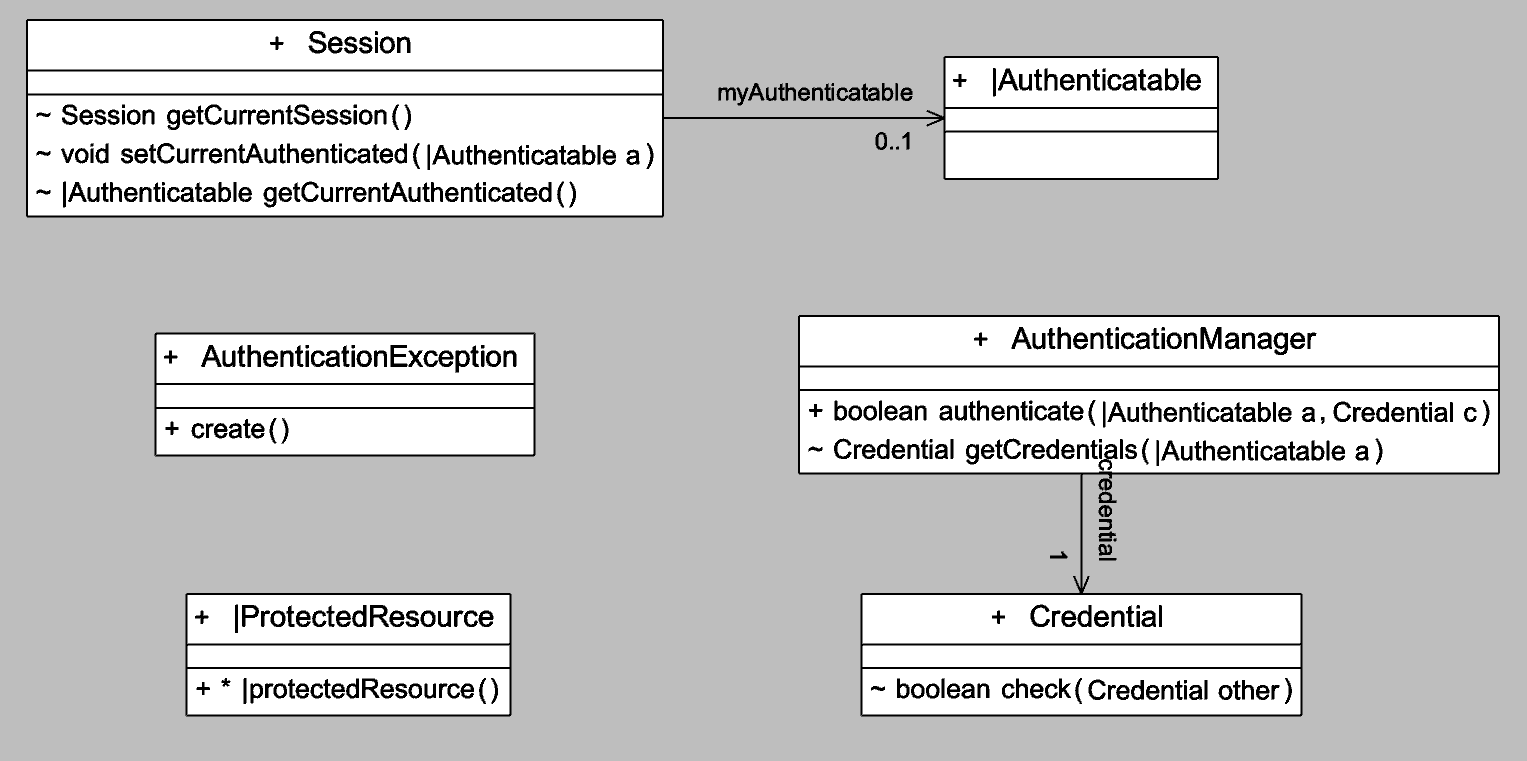 + Session
~ Session getCurrentSession()
~ void setCurrentAuthenticated(|Authenticatable a)
~ |Authenticatable getCurrentAuthenticated()
myAuthenticatable
0..1
+ |Authenticatable
+ AuthenticationException
+ create()
+ AuthenticationManager
+ boolean authenticate(|Authenticatable a, Credential c)
~ Credential getCredentials(|Authenticatable a)
credential
1
+ |ProtectedResource
+ * |protectedResource()
+ Credential
~ boolean check(Credential other)